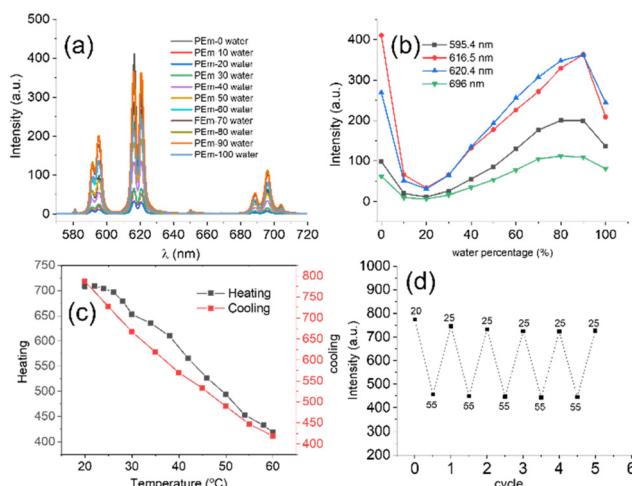 (a)
PEm-0 water
PEm 10 water
PEm-20 water
PEm 30 water
PEm-40 water
PEm 50 water
PEm-60 water
PEm-70 water
PEm-80 water
PEm-90 water
PEm-100 water
Intensity (a.u.)
400
350
300
250
200
150
100
50
0
580 600 620 640 660 680 700 720
λ (nm)
(b)
595.4 nm
616.5 nm
620.4 nm
696 nm
Intensity (a.u.)
400
300
200
100
0
0 20 40 60 80 100
water percentage (%)
(c)
Heating
Cooling
Heating
750
700
650
600
550
500
450
400
20 30 40 50 60
Temperature (°C)
800
750
700
650
600
550
500
450
400
cooling
(d)
Intensity (a.u.)
1000
900
800
700
600
500
400
300
200
20 25 25 25 25 25
55 55 55 55 55
0 1 2 3 4 5 6
cycle